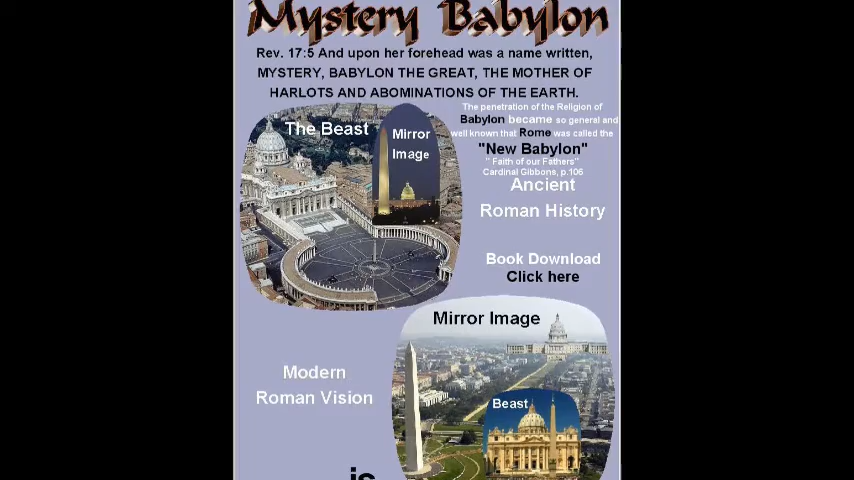 Mystery Babylon
Rev. 17:5 And upon her forehead was a name written,
MYSTERY, BABYLON THE GREAT, THE MOTHER OF
HARLOTS AND ABOMINATIONS OF THE EARTH.
The penetration of the Religion of
Babylon became so general and
well known that Rome was called the
"New Babylon"
" Faith of our Fathers"
Cardinal Gibbons, p.106
The Beast
Mirror
Image
Ancient
Roman History
Book Download
Click here
Mirror Image
Modern
Roman Vision
Beast
is